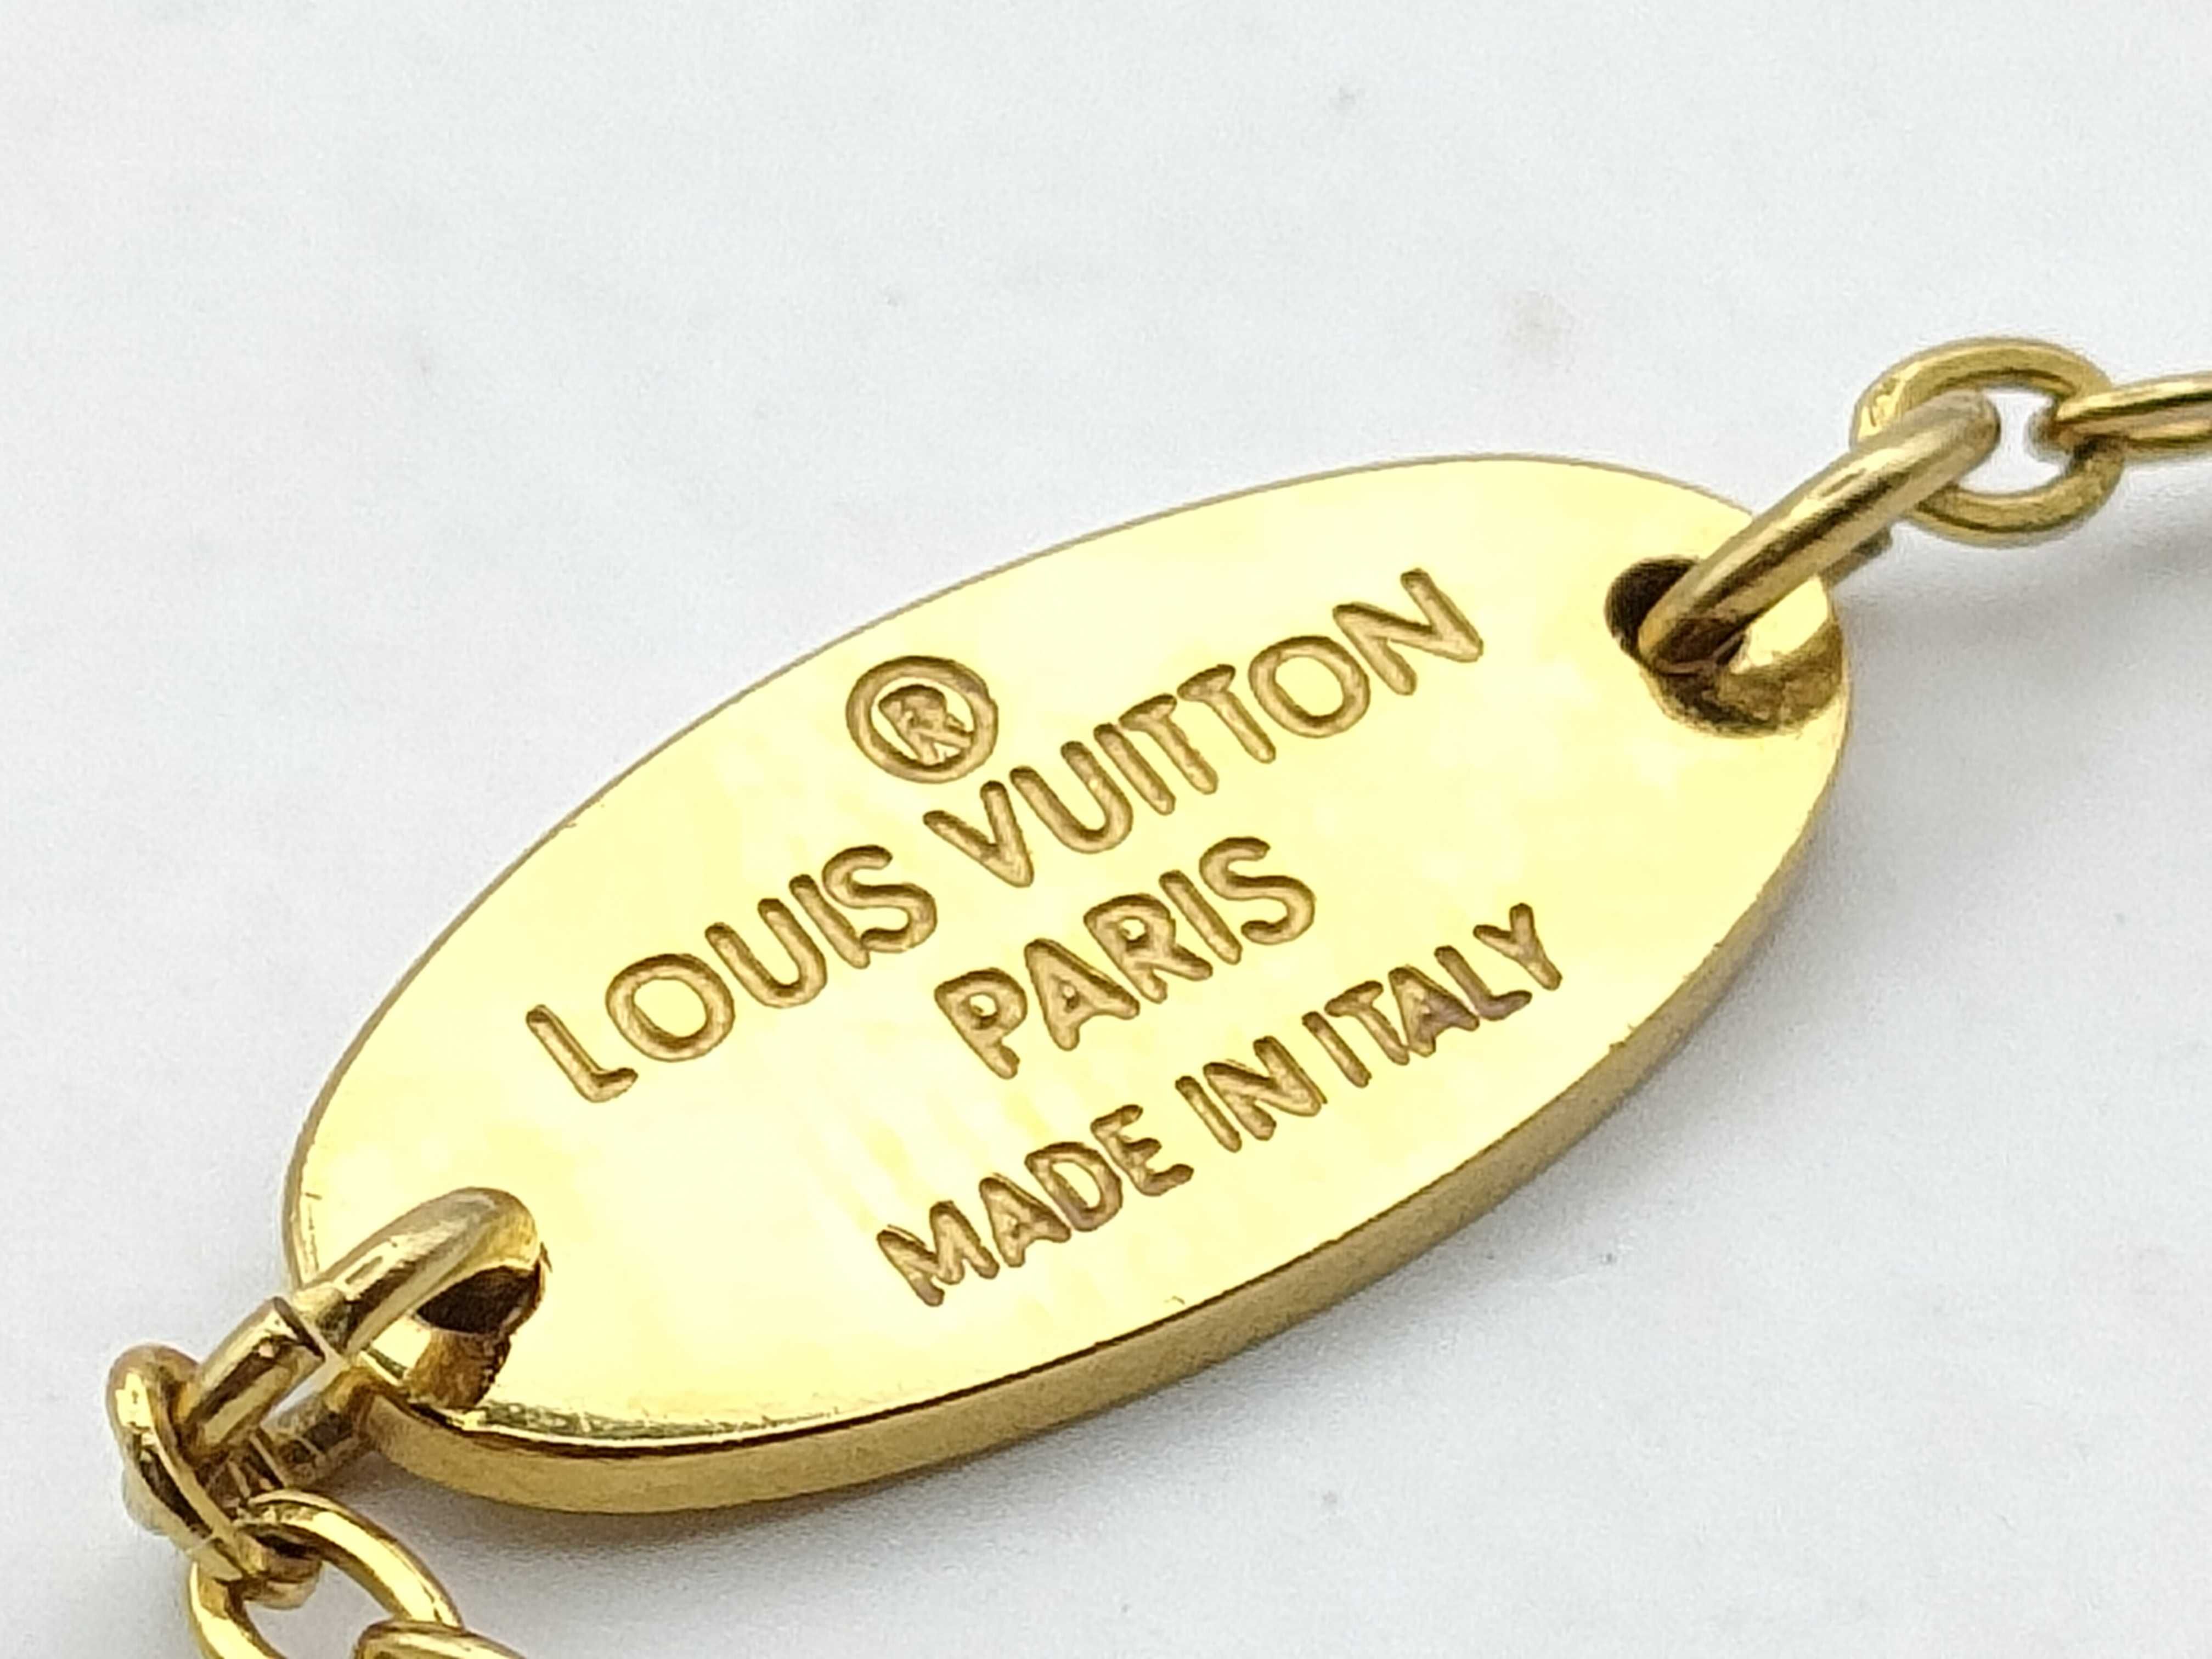 ®
LOUIS VUITTON
PARIS
MADE IN ITALY